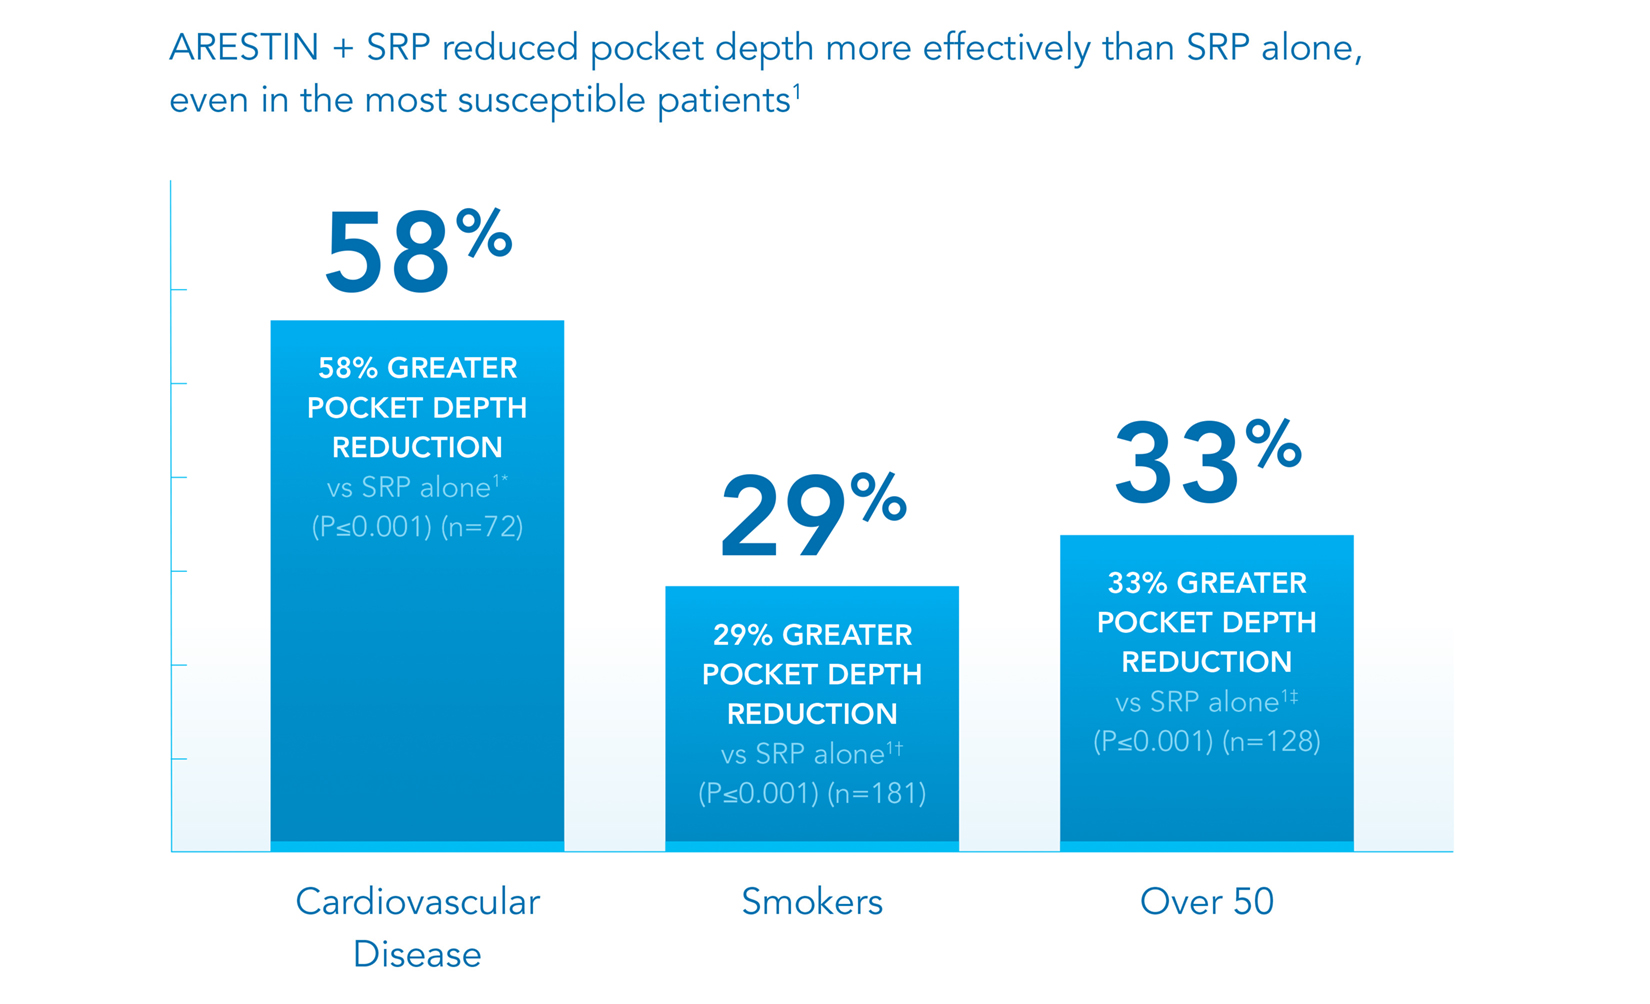 ARESTIN + SRP reduced pocket depth more effectively than SRP alone,
even in the most susceptible patients¹
58%
58% GREATER
POCKET DEPTH
REDUCTION
vs SRP alone¹*
(P≤0.001) (n=72)
29%
29% GREATER
POCKET DEPTH
REDUCTION
vs SRP alone¹†
(P≤0.001) (n=181)
33%
33% GREATER
POCKET DEPTH
REDUCTION
vs SRP alone¹‡
(P≤0.001) (n=128)
Cardiovascular
Disease
Smokers
Over 50